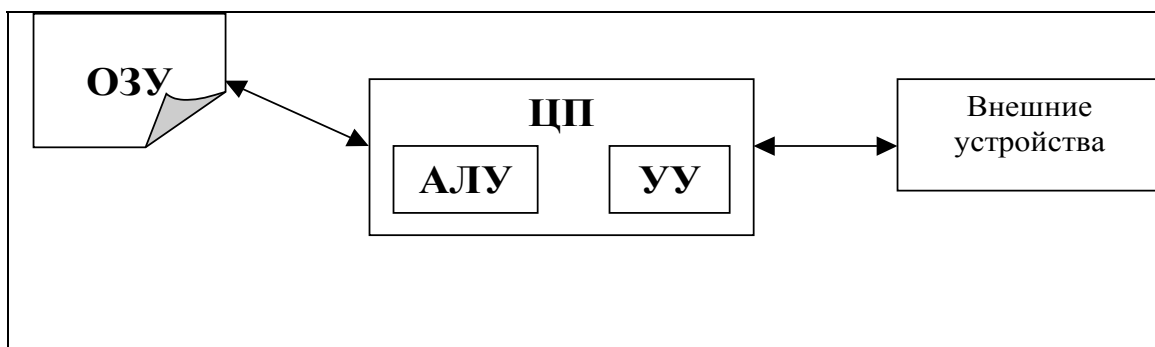 ОЗУ
ЦП
АЛУ
УУ
Внешние
устройства